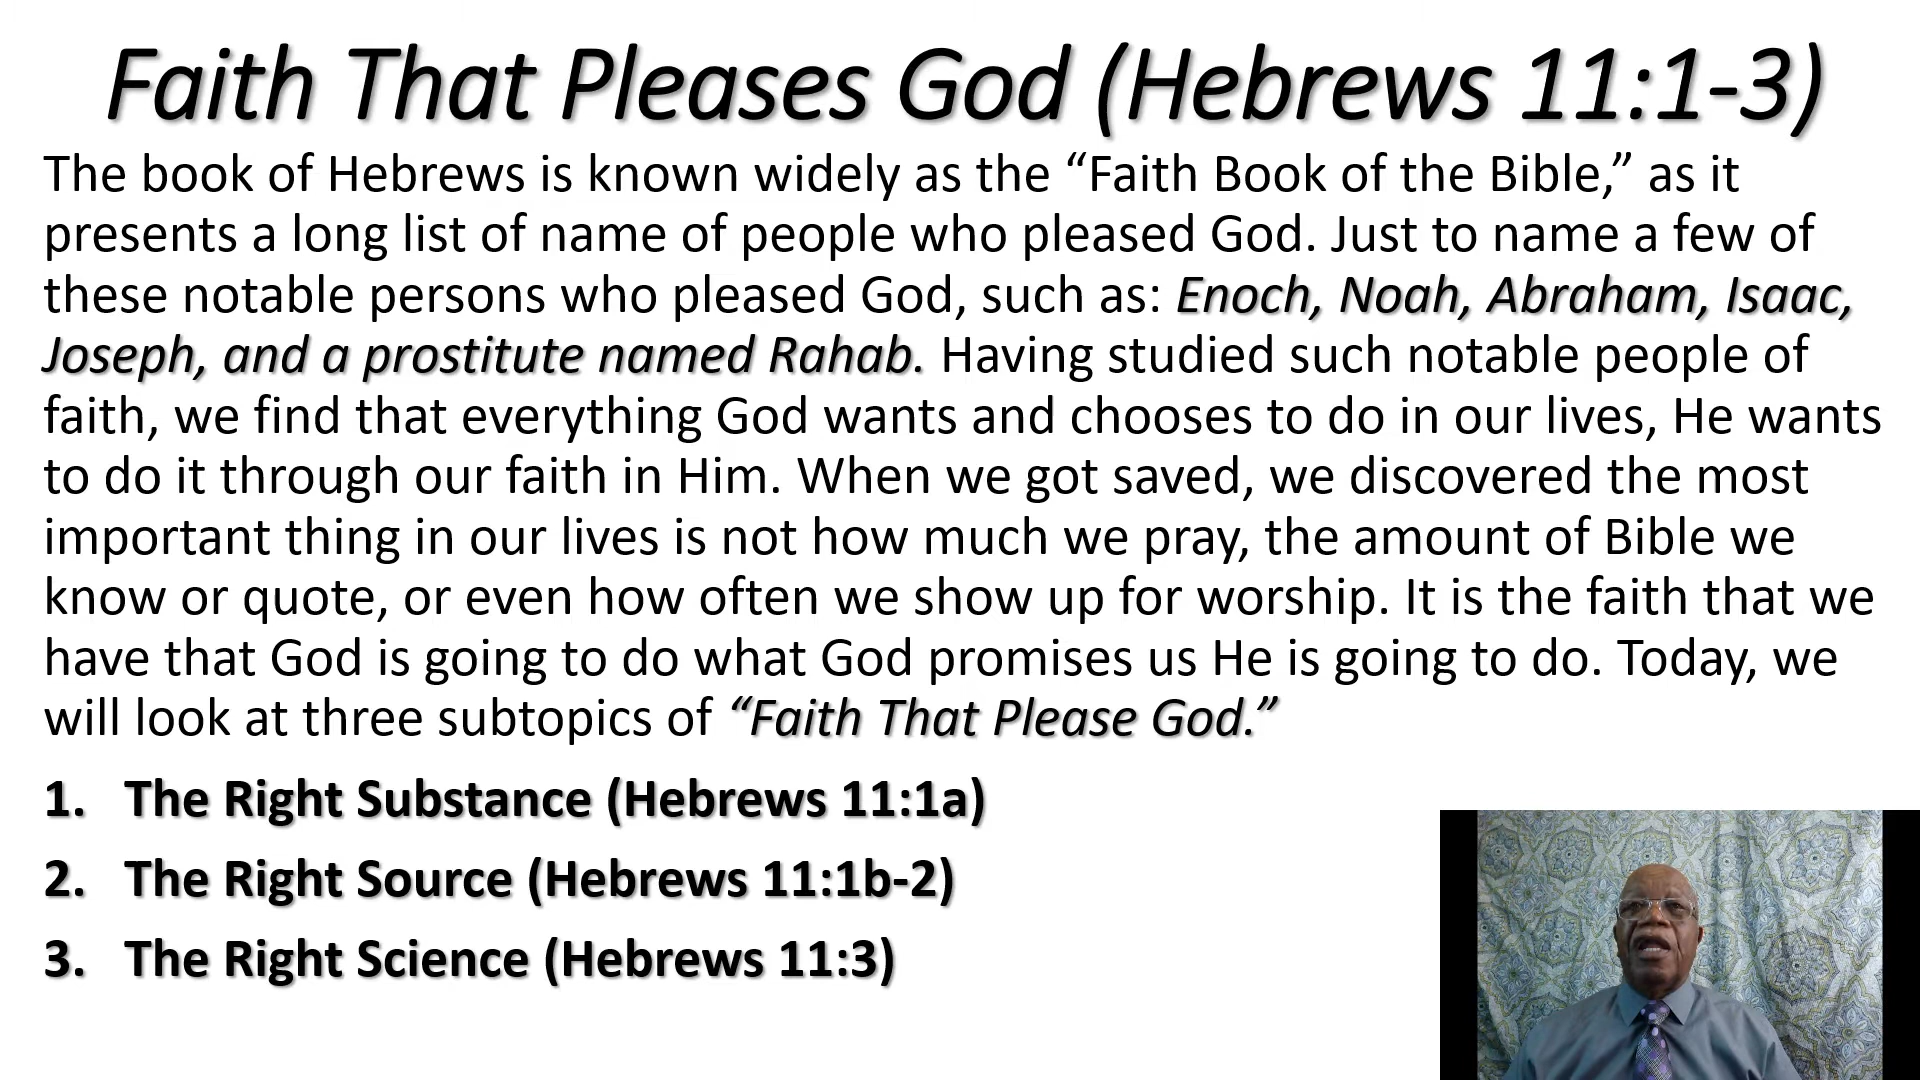 Faith That Pleases God (Hebrews 11:1-3)
The book of Hebrews is known widely as the “Faith Book of the Bible,” as it
presents a long list of name of people who pleased God. Just to name a few of
these notable persons who pleased God, such as: Enoch, Noah, Abraham, Isaac,
Joseph, and a prostitute named Rahab. Having studied such notable people of
faith, we find that everything God wants and chooses to do in our lives, He wants
to do it through our faith in Him. When we got saved, we discovered the most
important thing in our lives is not how much we pray, the amount of Bible we
know or quote, or even how often we show up for worship. It is the faith that we
have that God is going to do what God promises us He is going to do. Today, we
will look at three subtopics of “Faith That Please God.”
1. The Right Substance (Hebrews 11:1a)
2. The Right Source (Hebrews 11:1b-2)
3. The Right Science (Hebrews 11:3)